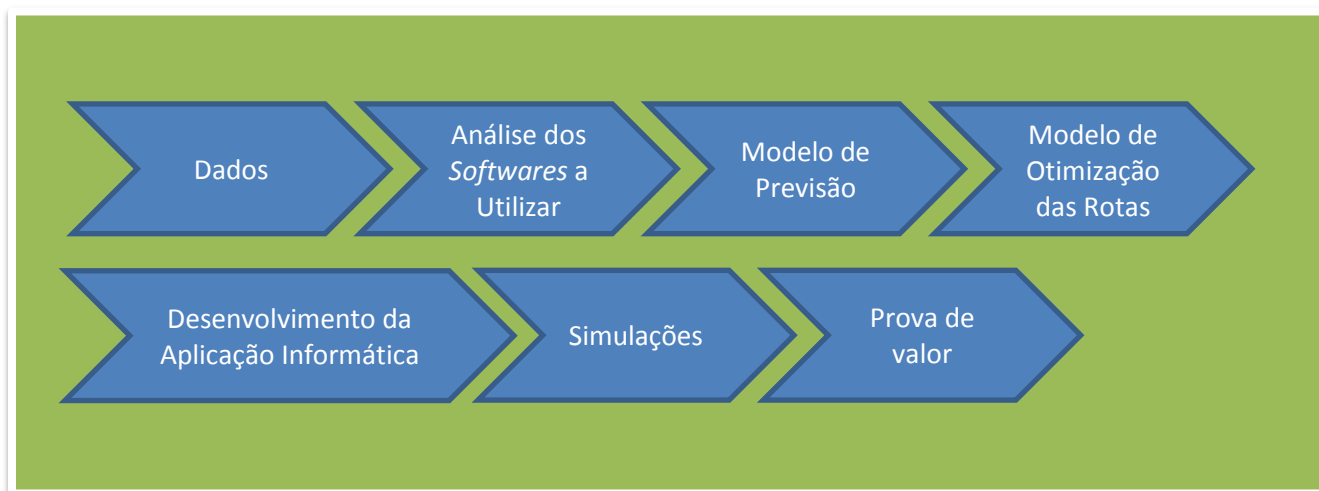 Dados
Análise dos
Softwares a
Utilizar
Modelo de
Previsão
Modelo de
Otimização
das Rotas
Desenvolvimento da
Aplicação Informática
Simulações
Prova de
valor